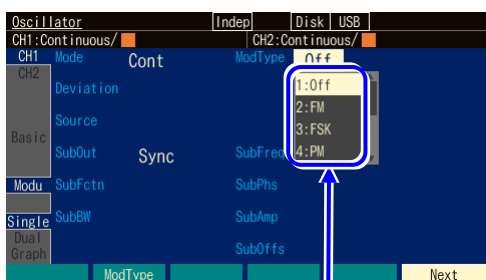 Oscillator Indep Disk USB
CH1:Continuous/ CH2:Continuous/
CH1 Mode Cont ModType Off
CH2
Deviation 1:Off
2:FM
Source 3:FSK
Basic
SubOut Sync SubFreq 4:PM
Modu SubFctn SubPhs
Single SubBW SubAmp
Dual
Graph SubOffs
ModType Next